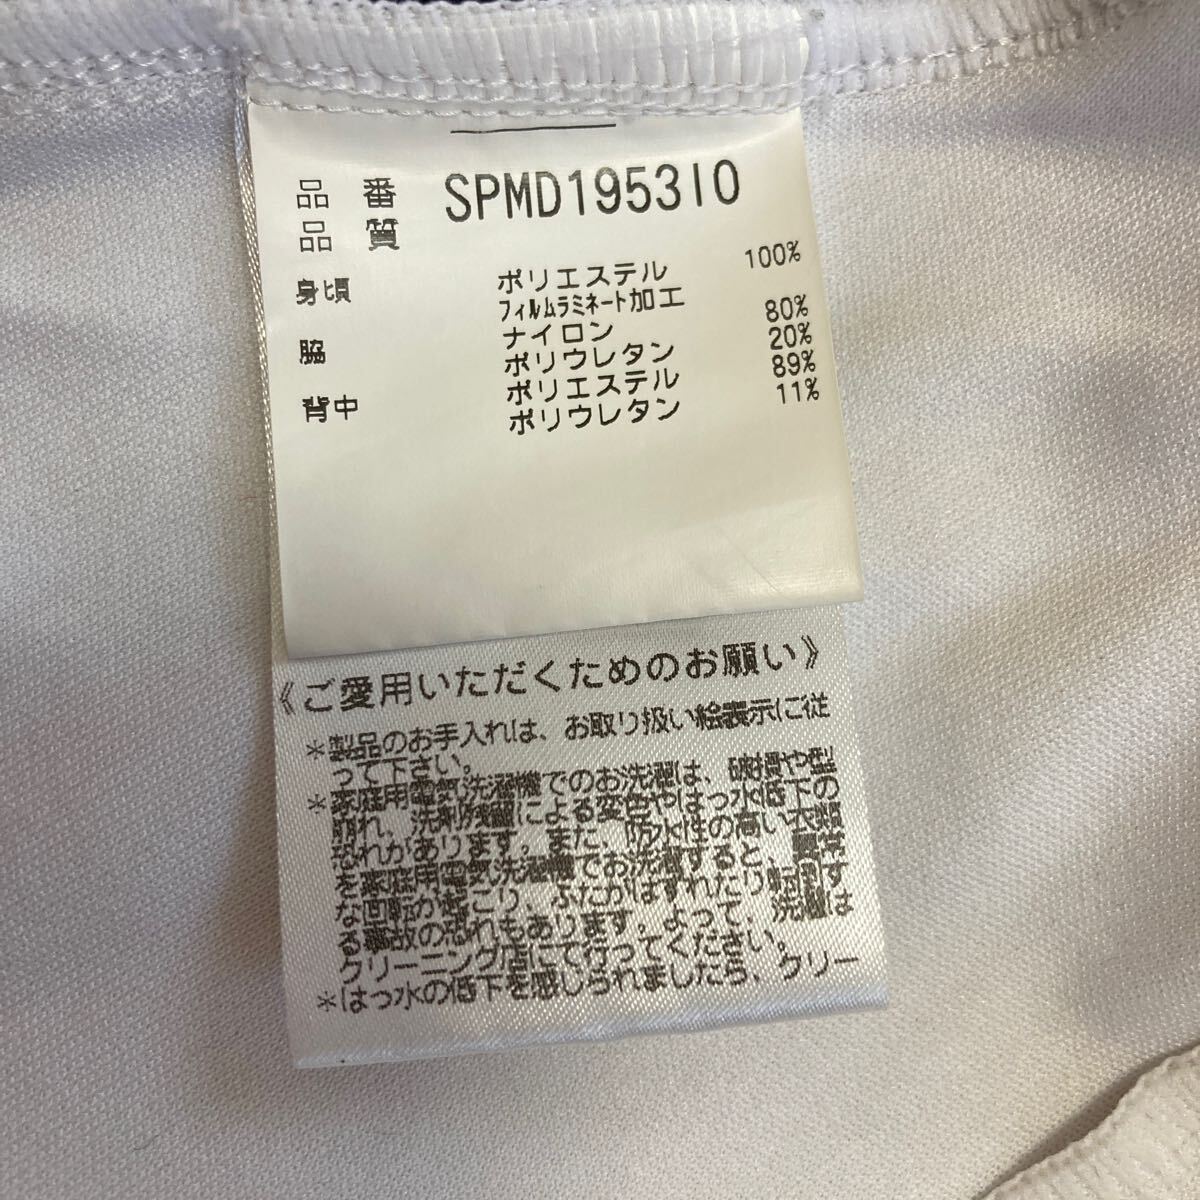 品番 SPMD195310
品質
身頃 ポリエステル 100%
フィルムラミネート加工
脇 ナイロン 80%
ポリウレタン 20%
背中 ポリエステル 89%
ポリウレタン 11%
《ご愛用いただくためのお願い》
*製品のお手入れは、お取り扱い絵表示に従
って下さい。
*家庭用電気洗濯機でのお洗濯は、破損や型
崩れ、洗剤残留による変色やはっ水低下の
恐れがあります。また、防水性の高い衣類
を家庭用電気洗濯機でお洗濯すると、異常
な回転が起こり、ふたがはずれたり転倒す
る事故の恐れもあります。よって、洗濯は
クリーニング店にて行ってください。
*はっ水の低下を感じられましたら、クリー